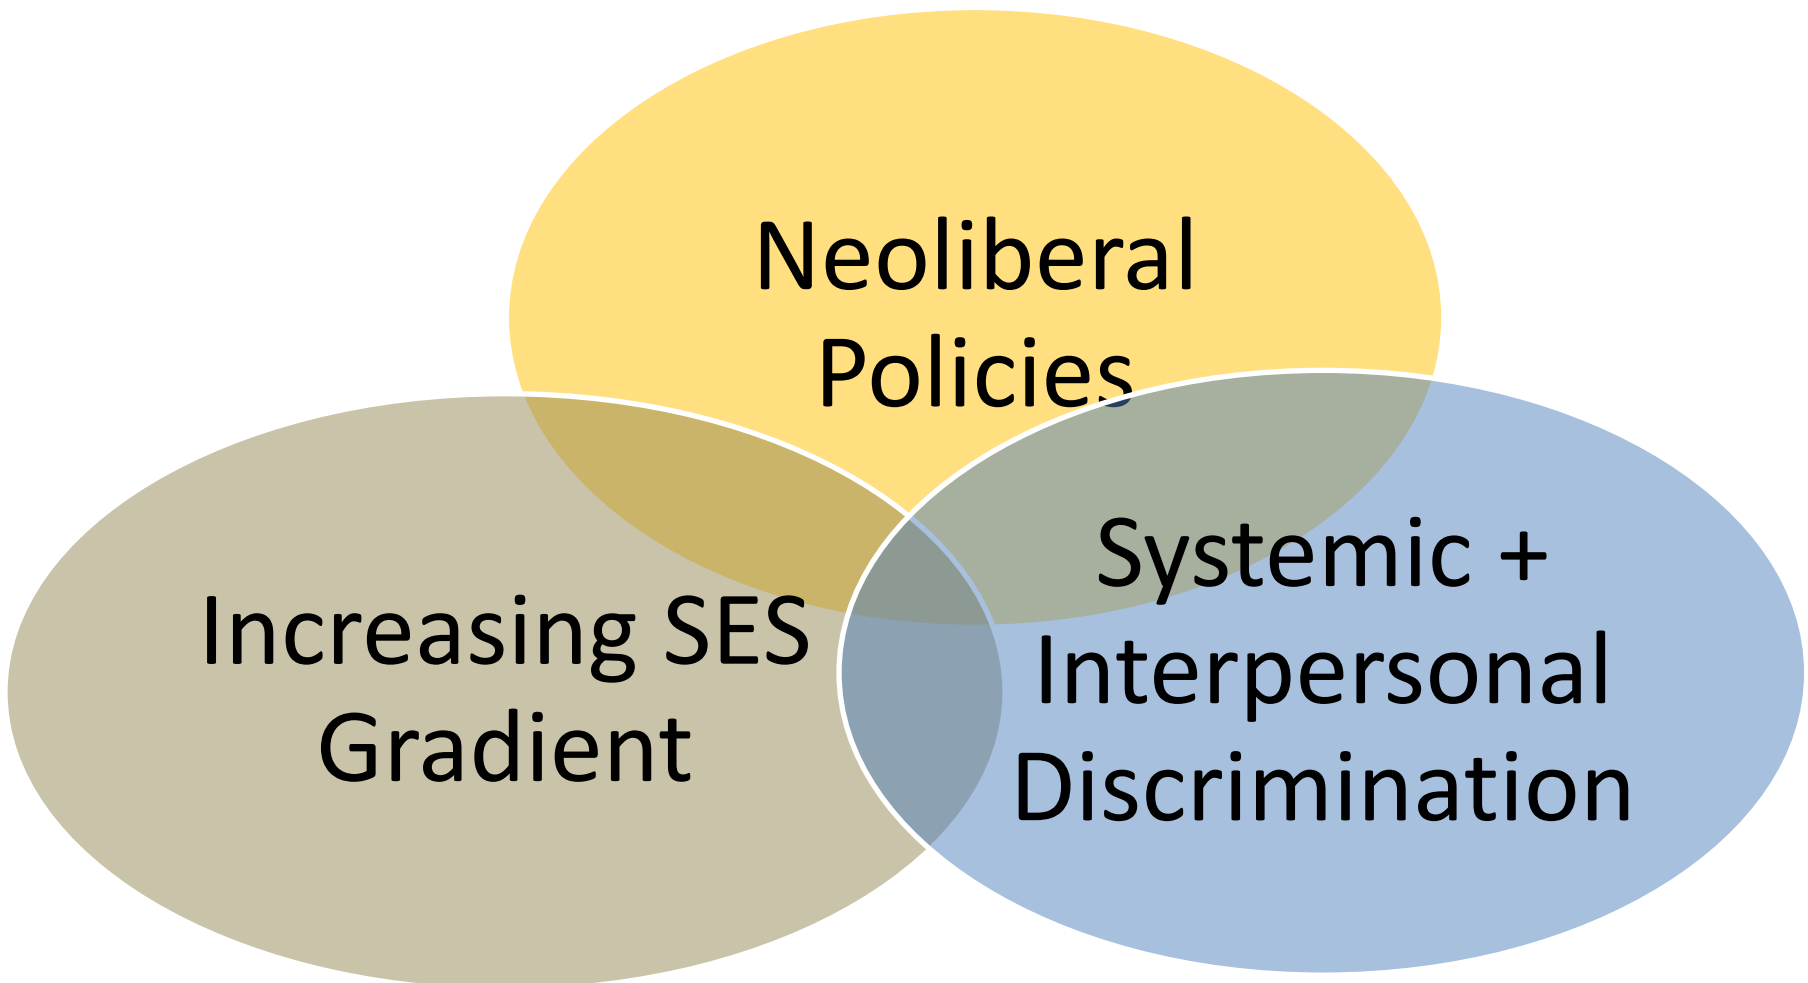 Neoliberal
Policies
Increasing SES
Gradient
Systemic +
Interpersonal
Discrimination